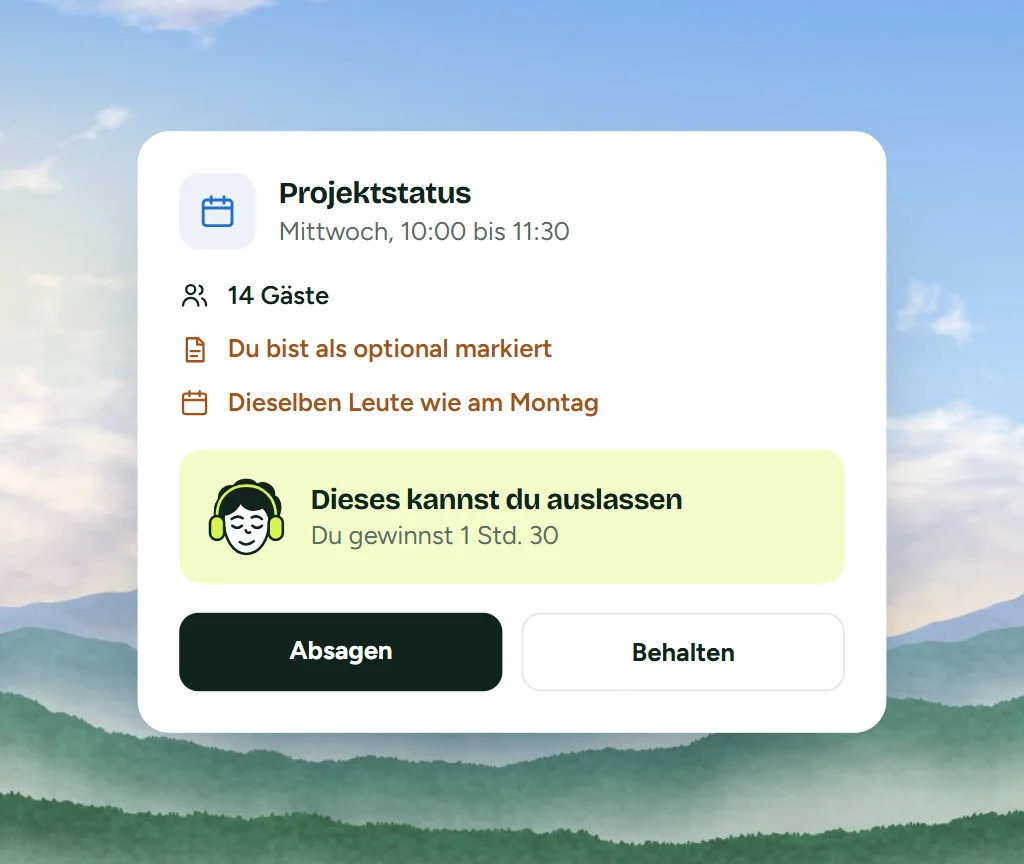 Projektstatus
Mittwoch, 10:00 bis 11:30
14 Gäste
Du bist als optional markiert
Dieselben Leute wie am Montag
Dieses kannst du auslassen
Du gewinnst 1 Std. 30
Absagen
Behalten